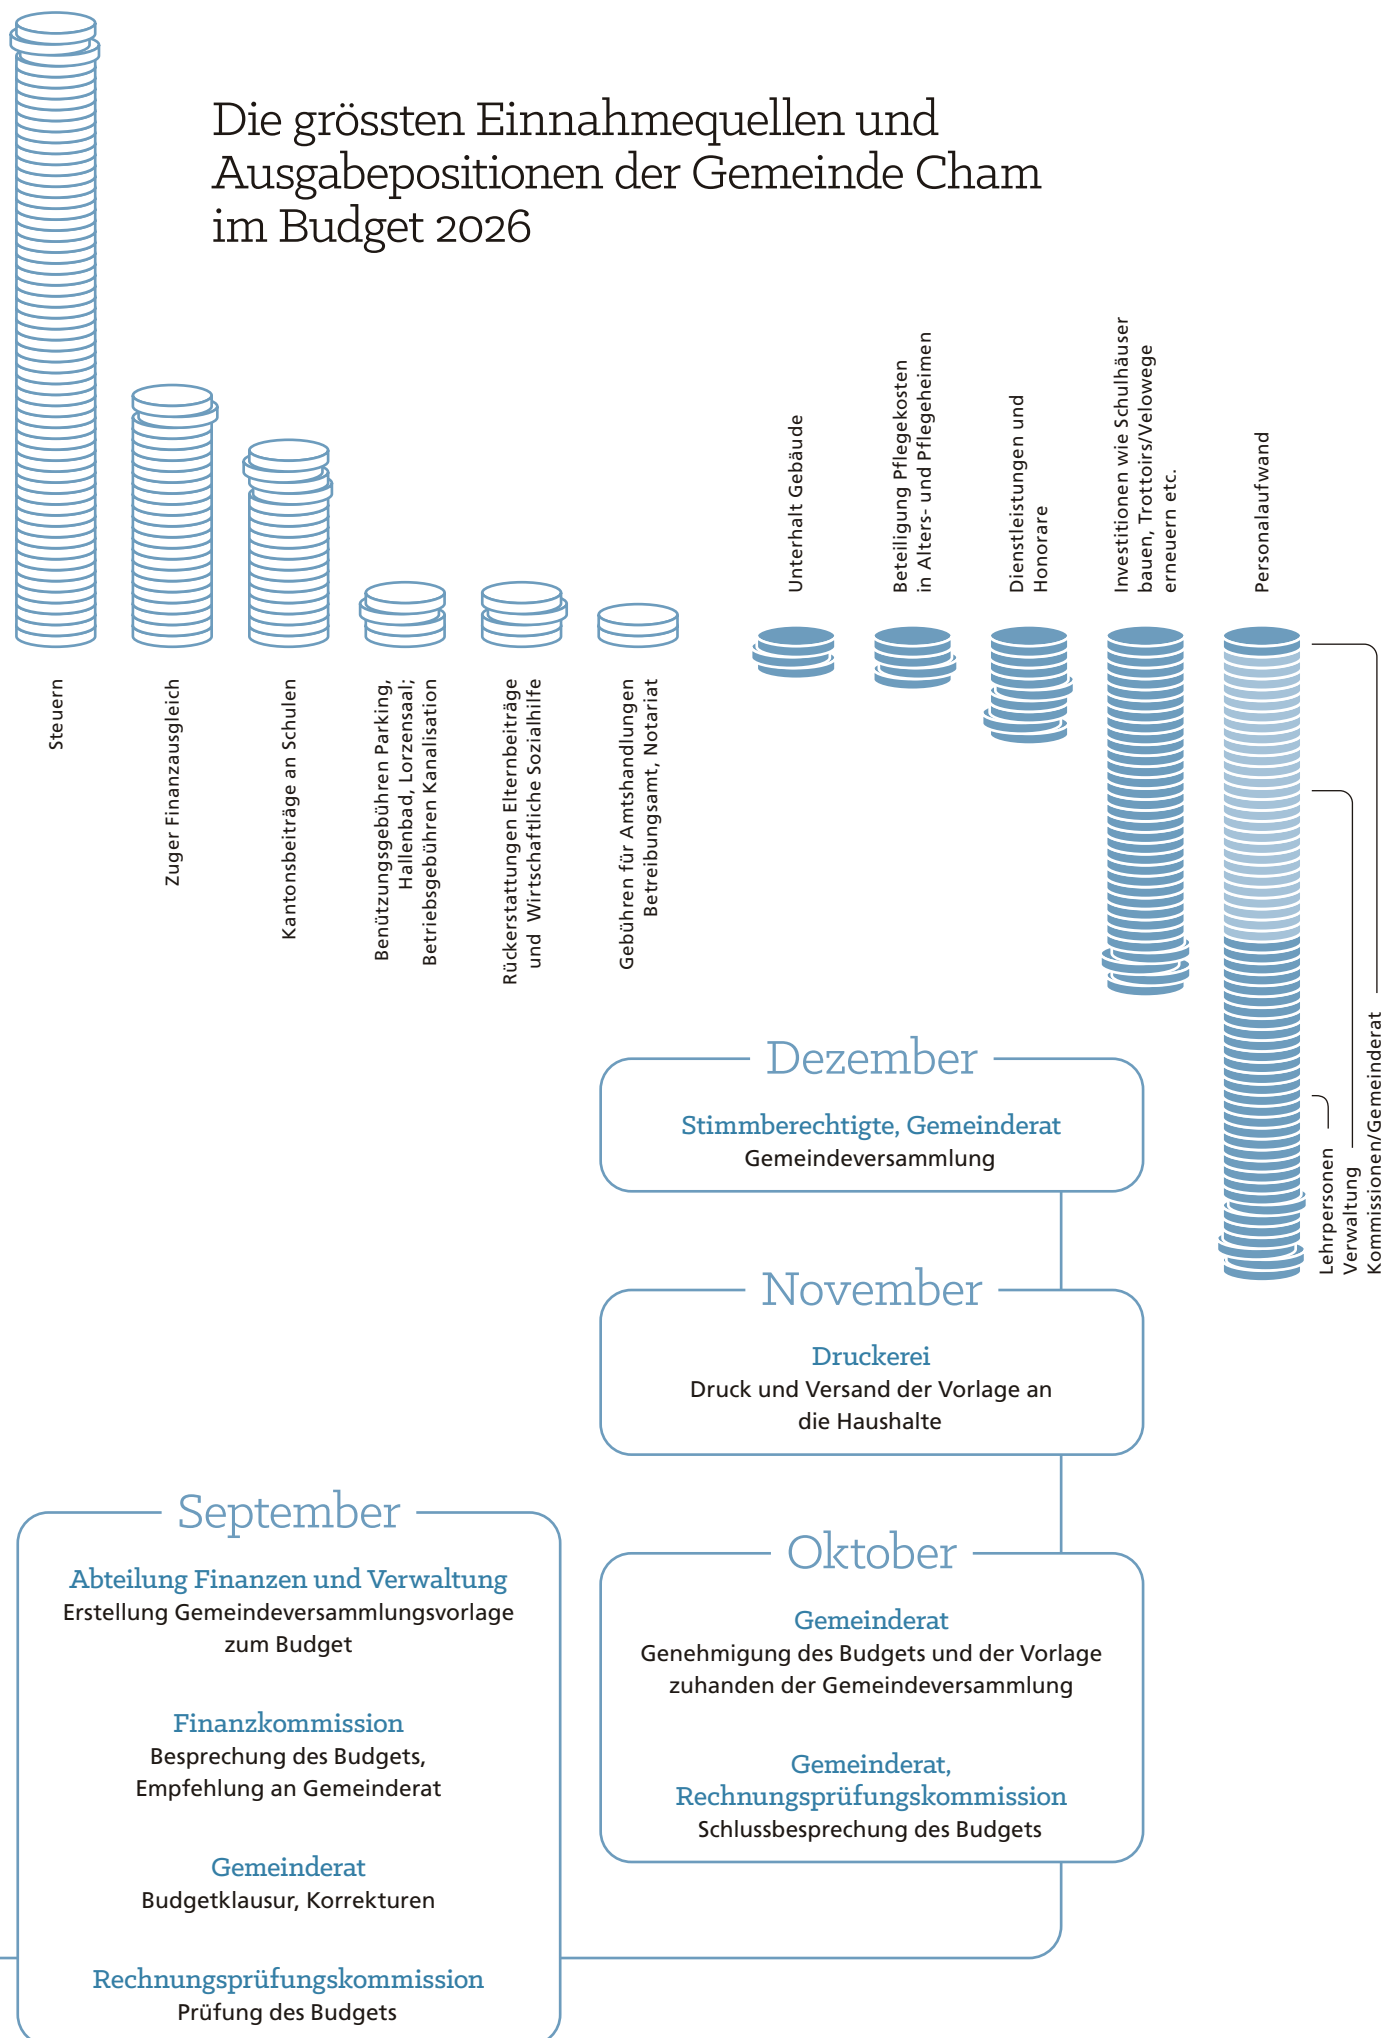 Die grössten Einnahmequellen und
Ausgabepositionen der Gemeinde Cham
im Budget 2026
Steuern
Zuger Finanzausgleich
Kantonsbeiträge an Schulen
Benützungsgebühren Parking,
Hallenbad, Lorzensaal;
Betriebsgebühren Kanalisation
Rückerstattungen Elternbeiträge
und Wirtschaftliche Sozialhilfe
Gebühren für Amtshandlungen
Betreibungsamt, Notariat
Unterhalt Gebäude
Beteiligung Pflegekosten
in Alters- und Pflegeheimen
Dienstleistungen und
Honorare
Investitionen wie Schulhäuser
bauen, Trottoirs/Velowege
erneuern etc.
Personalaufwand
Lehrpersonen
Verwaltung
Kommissionen/Gemeinderat
Dezember
Stimmberechtigte, Gemeinderat
Gemeindeversammlung
November
Druckerei
Druck und Versand der Vorlage an
die Haushalte
September
Abteilung Finanzen und Verwaltung
Erstellung Gemeindeversammlungsvorlage
zum Budget
Finanzkommission
Besprechung des Budgets,
Empfehlung an Gemeinderat
Gemeinderat
Budgetklausur, Korrekturen
Rechnungsprüfungskommission
Prüfung des Budgets
Oktober
Gemeinderat
Genehmigung des Budgets und der Vorlage
zuhanden der Gemeindeversammlung
Gemeinderat,
Rechnungsprüfungskommission
Schlussbesprechung des Budgets